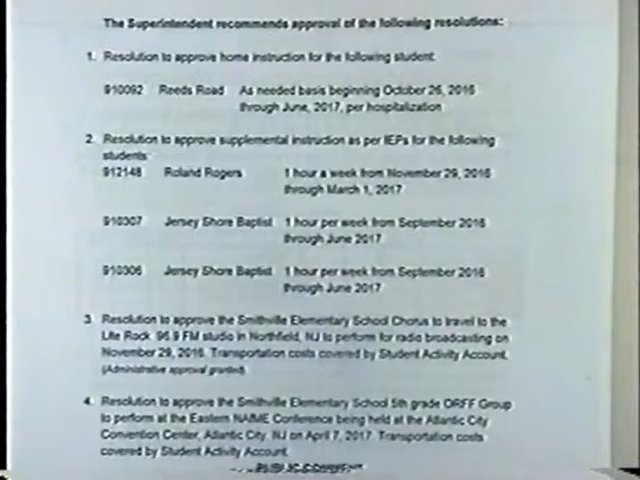 The Superintendent recommends approval of the following resolutions:
1. Resolution to approve home instruction for the following student:
910092 Reeds Road As needed basis beginning October 26, 2016
through June, 2017, per hospitalization
2. Resolution to approve supplemental instruction as per IEPs for the following
students
912148 Roland Rogers 1 hour a week from November 29, 2016
through March 1, 2017
910307 Jersey Shore Baptist 1 hour per week from September 2016
through June 2017
910306 Jersey Shore Baptist 1 hour per week from September 2016
through June 2017
3. Resolution to approve the Smithville Elementary School Chorus to travel to the
Lite Rock 96.9 FM studio in Northfield, NJ to perform for radio broadcasting on
November 29, 2016. Transportation costs covered by Student Activity Account.
(Administrative approval granted)
4. Resolution to approve the Smithville Elementary School 5th grade ORFF Group
to perform at the Eastern NAfME Conference being held at the Atlantic City
Convention Center, Atlantic City, NJ on April 7, 2017. Transportation costs
covered by Student Activity Account.
PUBLIC COMMENT